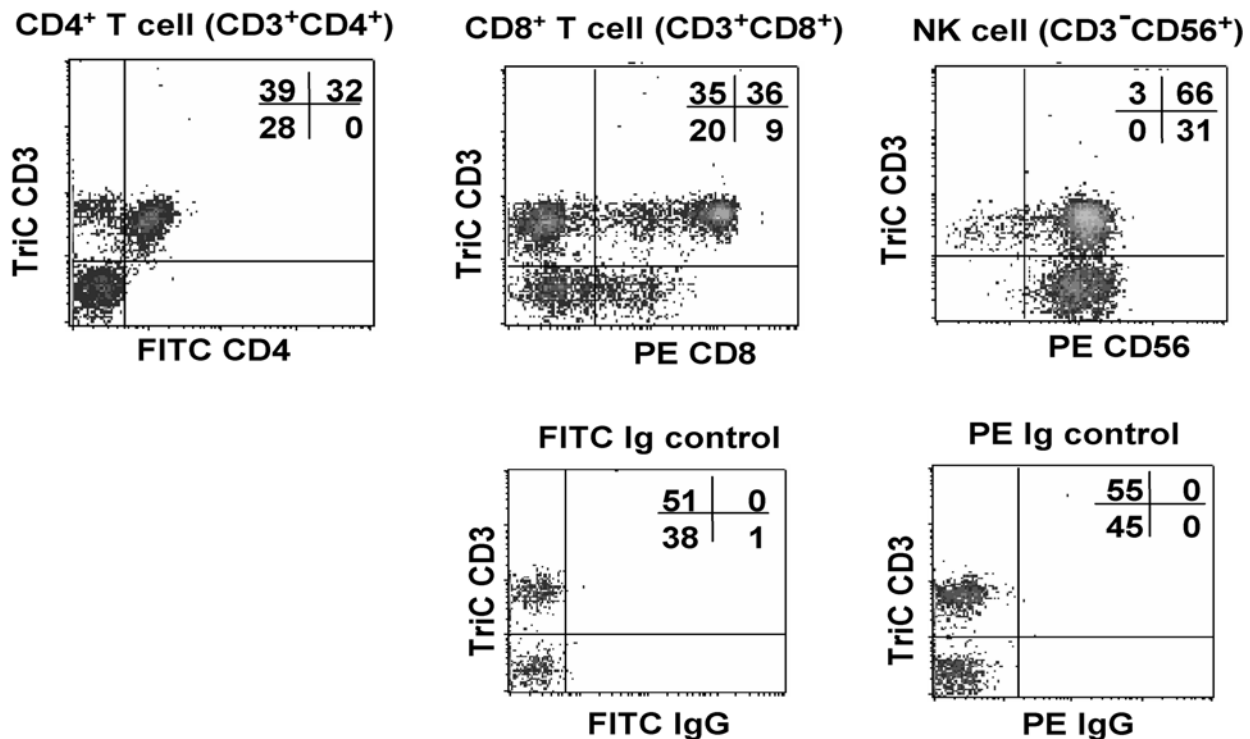 CD4⁺ T cell (CD3⁺CD4⁺)
39 32
28 0
TriC CD3
FITC CD4
CD8⁺ T cell (CD3⁺CD8⁺)
35 36
20 9
TriC CD3
PE CD8
NK cell (CD3⁻CD56⁺)
3 66
0 31
TriC CD3
PE CD56
FITC Ig control
51 0
38 1
TriC CD3
FITC IgG
PE Ig control
55 0
45 0
TriC CD3
PE IgG